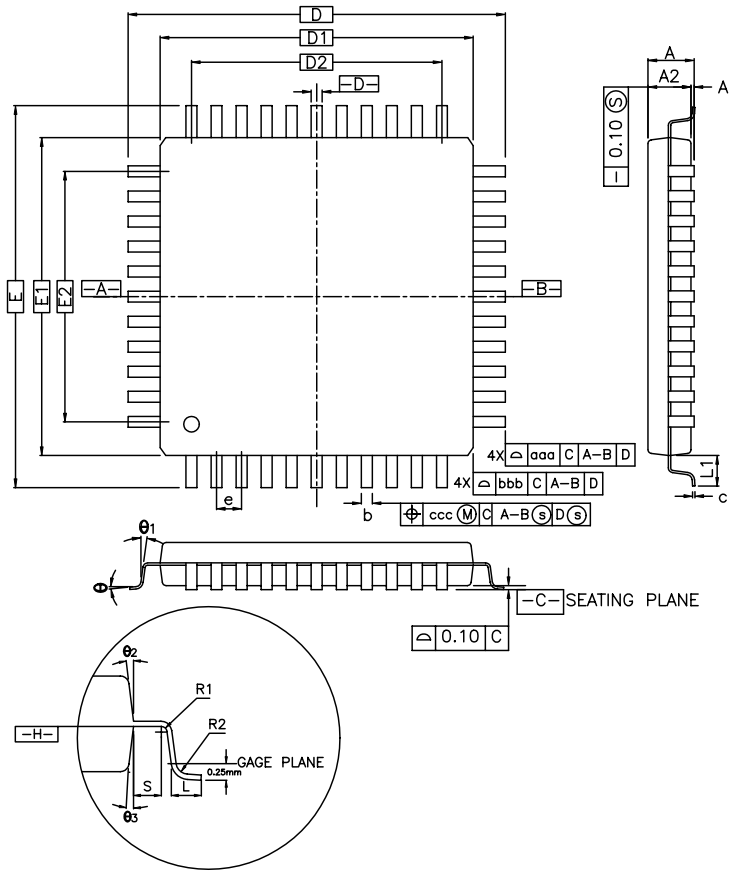 D
D1
D2
-D-
A
A2
A
0.10 S
E
E1
E2
-A-
-B-
4X aaa C A-B D
4X bbb C A-B D
e
b
ccc M C A-B S D S
L1
c
θ1
θ
-C- SEATING PLANE
0.10 C
θ2
R1
R2
-H-
GAGE PLANE
0.25mm
S
L
θ3